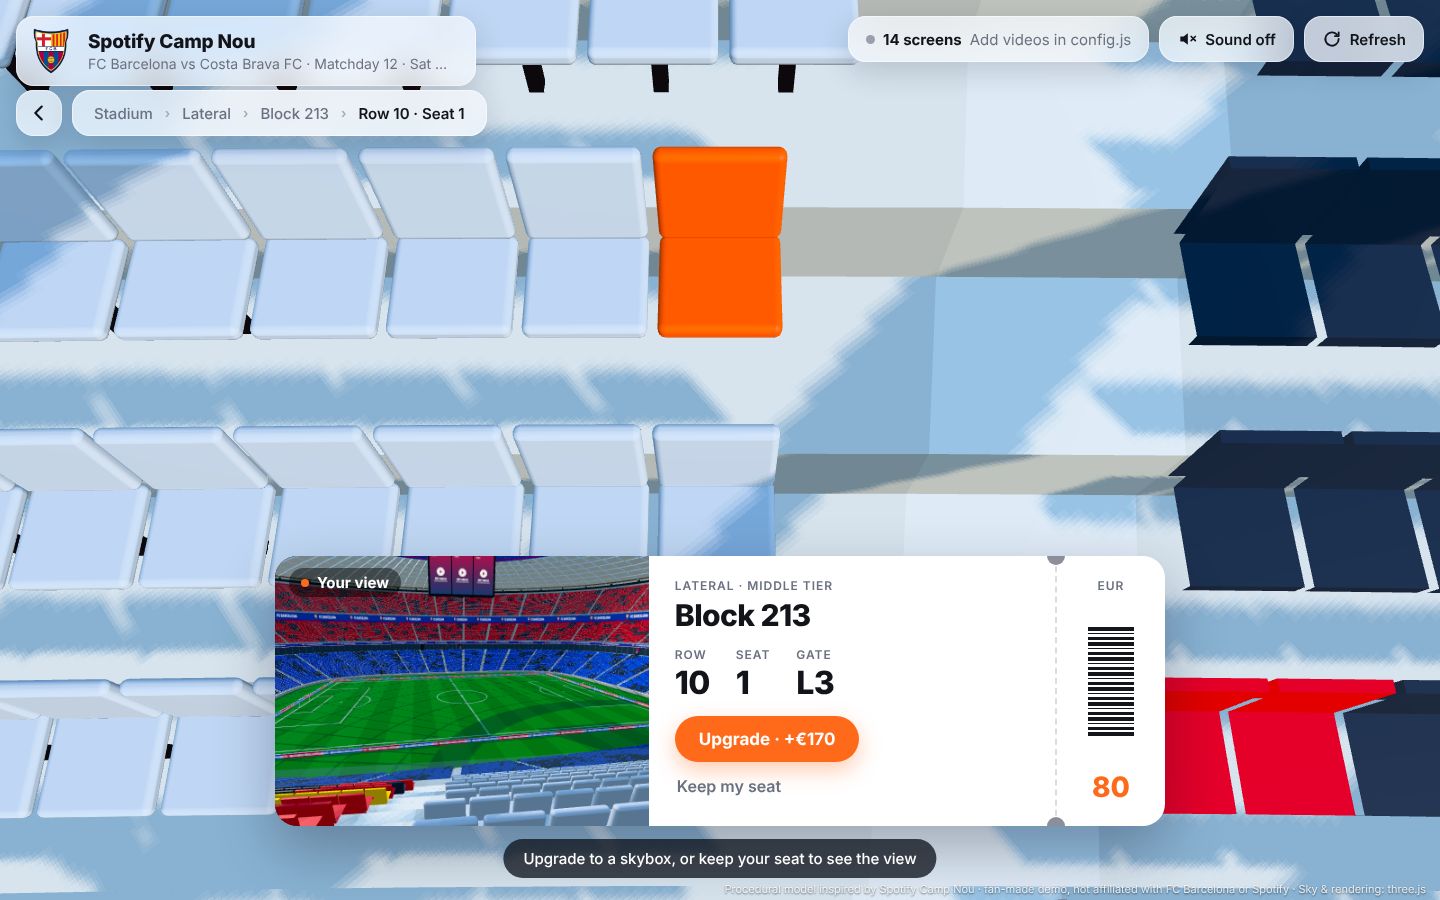 Spotify Camp Nou
FC Barcelona vs Costa Brava FC · Matchday 12 · Sat ...
14 screens Add videos in config.js
Sound off
Refresh
Stadium › Lateral › Block 213 › Row 10 · Seat 1
Your view
LATERAL · MIDDLE TIER
Block 213
ROW SEAT GATE
10 1 L3
Upgrade · +€170
Keep my seat
EUR
80
Upgrade to a skybox, or keep your seat to see the view
Procedural model inspired by Spotify Camp Nou · fan-made demo, not affiliated with FC Barcelona or Spotify · Sky & rendering: three.js